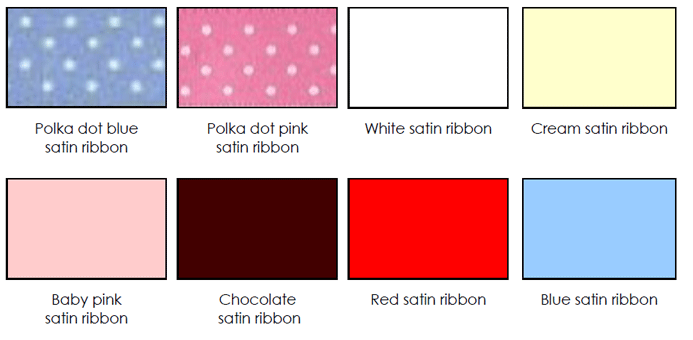 Polka dot blue
satin ribbon
Polka dot pink
satin ribbon
White satin ribbon
Cream satin ribbon
Baby pink
satin ribbon
Chocolate
satin ribbon
Red satin ribbon
Blue satin ribbon